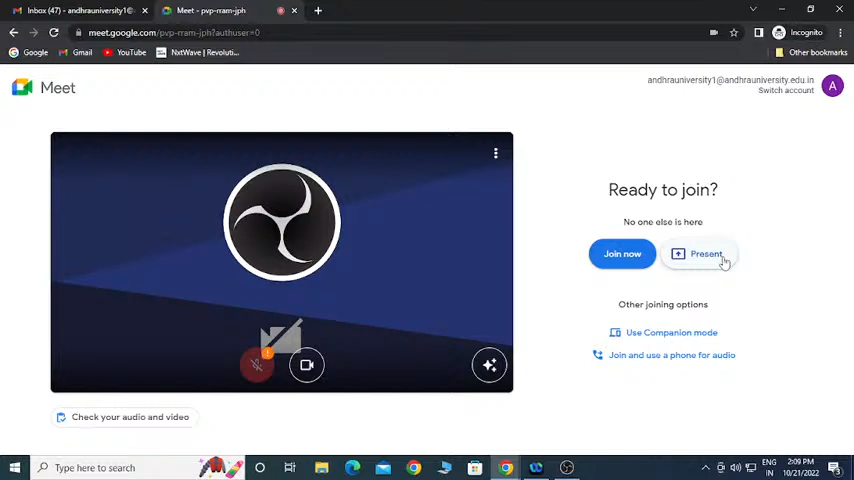 Inbox (47) - andhrauniversity1@
Meet - pvp-rram-jph
meet.google.com/pvp-rram-jph?authuser=0
Incognito
Google
Gmail
YouTube
NxtWave | Revoluti...
Other bookmarks
Meet
andhrauniversity1@andhrauniversity.edu.in
Switch account
A
Ready to join?
No one else is here
Join now
Present
Other joining options
Use Companion mode
Join and use a phone for audio
Check your audio and video
Type here to search
ENG
IN
2:09 PM
10/21/2022
3